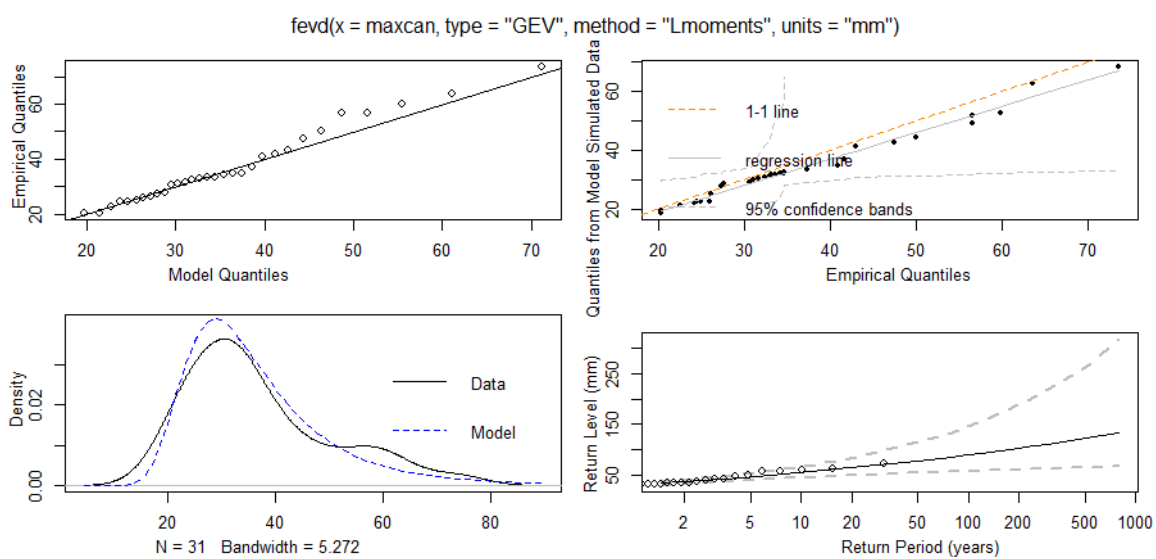 fevd(x = maxcan, type = "GEV", method = "Lmoments", units = "mm")
Empirical Quantiles
20 40 60
20 30 40 50 60 70
Model Quantiles
Quantiles from Model Simulated Data
20 40 60
1-1 line
regression line
95% confidence bands
20 30 40 50 60 70
Empirical Quantiles
Density
0.00 0.02
Data
Model
20 40 60 80
N = 31 Bandwidth = 5.272
Return Level (mm)
50 150 250
2 5 10 20 50 100 200 500 1000
Return Period (years)